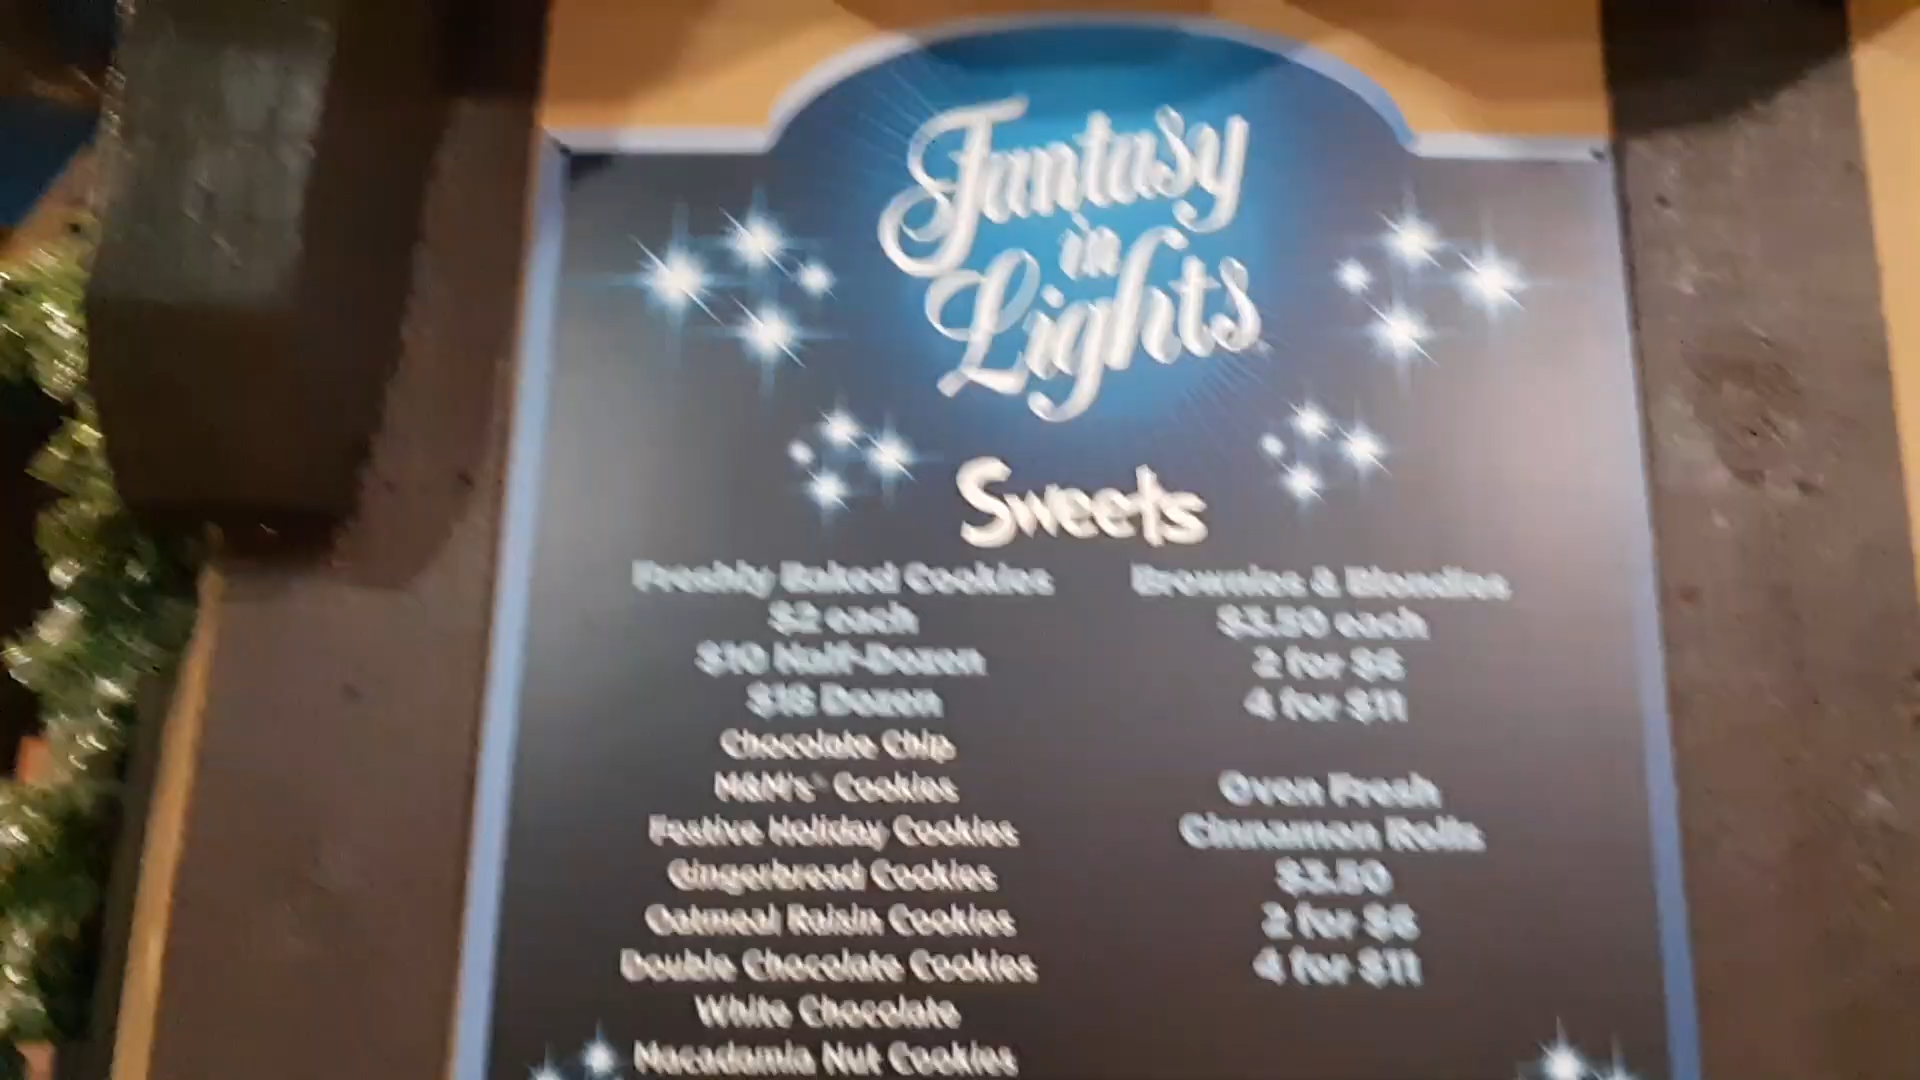 Fantasy
in
Lights
Sweets
Freshly Baked Cookies
$2 each
$10 Half-Dozen
$18 Dozen
Chocolate Chip
M&M's® Cookies
Festive Holiday Cookies
Gingerbread Cookies
Oatmeal Raisin Cookies
Double Chocolate Cookies
White Chocolate
Macadamia Nut Cookies
Brownies & Blondies
$3.50 each
2 for $6
4 for $11
Oven Fresh
Cinnamon Rolls
$3.50
2 for $6
4 for $11